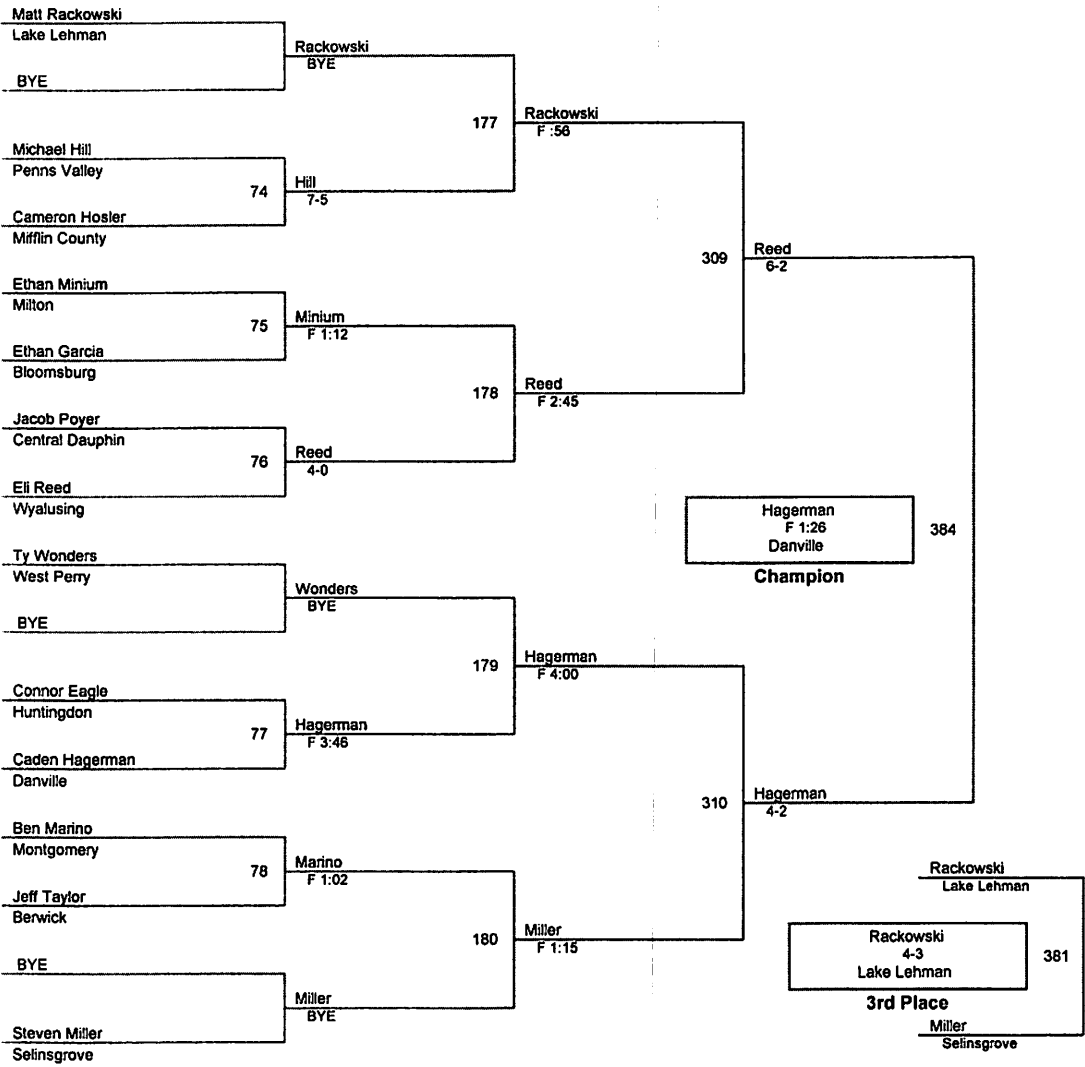 Matt Rackowski
Lake Lehman
Rackowski
BYE
BYE
177
Rackowski
F :56
Michael Hill
Penns Valley
74
Hill
7-5
Cameron Hosler
Mifflin County
309
Reed
6-2
Ethan Minium
Milton
75
Minium
F 1:12
Ethan Garcia
Bloomsburg
178
Reed
F 2:45
Jacob Poyer
Central Dauphin
76
Reed
4-0
Eli Reed
Wyalusing
Hagerman
F 1:26
Danville
384
Champion
Ty Wonders
West Perry
Wonders
BYE
BYE
179
Hagerman
F 4:00
Connor Eagle
Huntingdon
77
Hagerman
F 3:46
Caden Hagerman
Danville
310
Hagerman
4-2
Ben Marino
Montgomery
78
Marino
F 1:02
Jeff Taylor
Berwick
180
Miller
F 1:15
BYE
Miller
BYE
Steven Miller
Selinsgrove
Rackowski
Lake Lehman
Rackowski
4-3
Lake Lehman
381
3rd Place
Miller
Selinsgrove